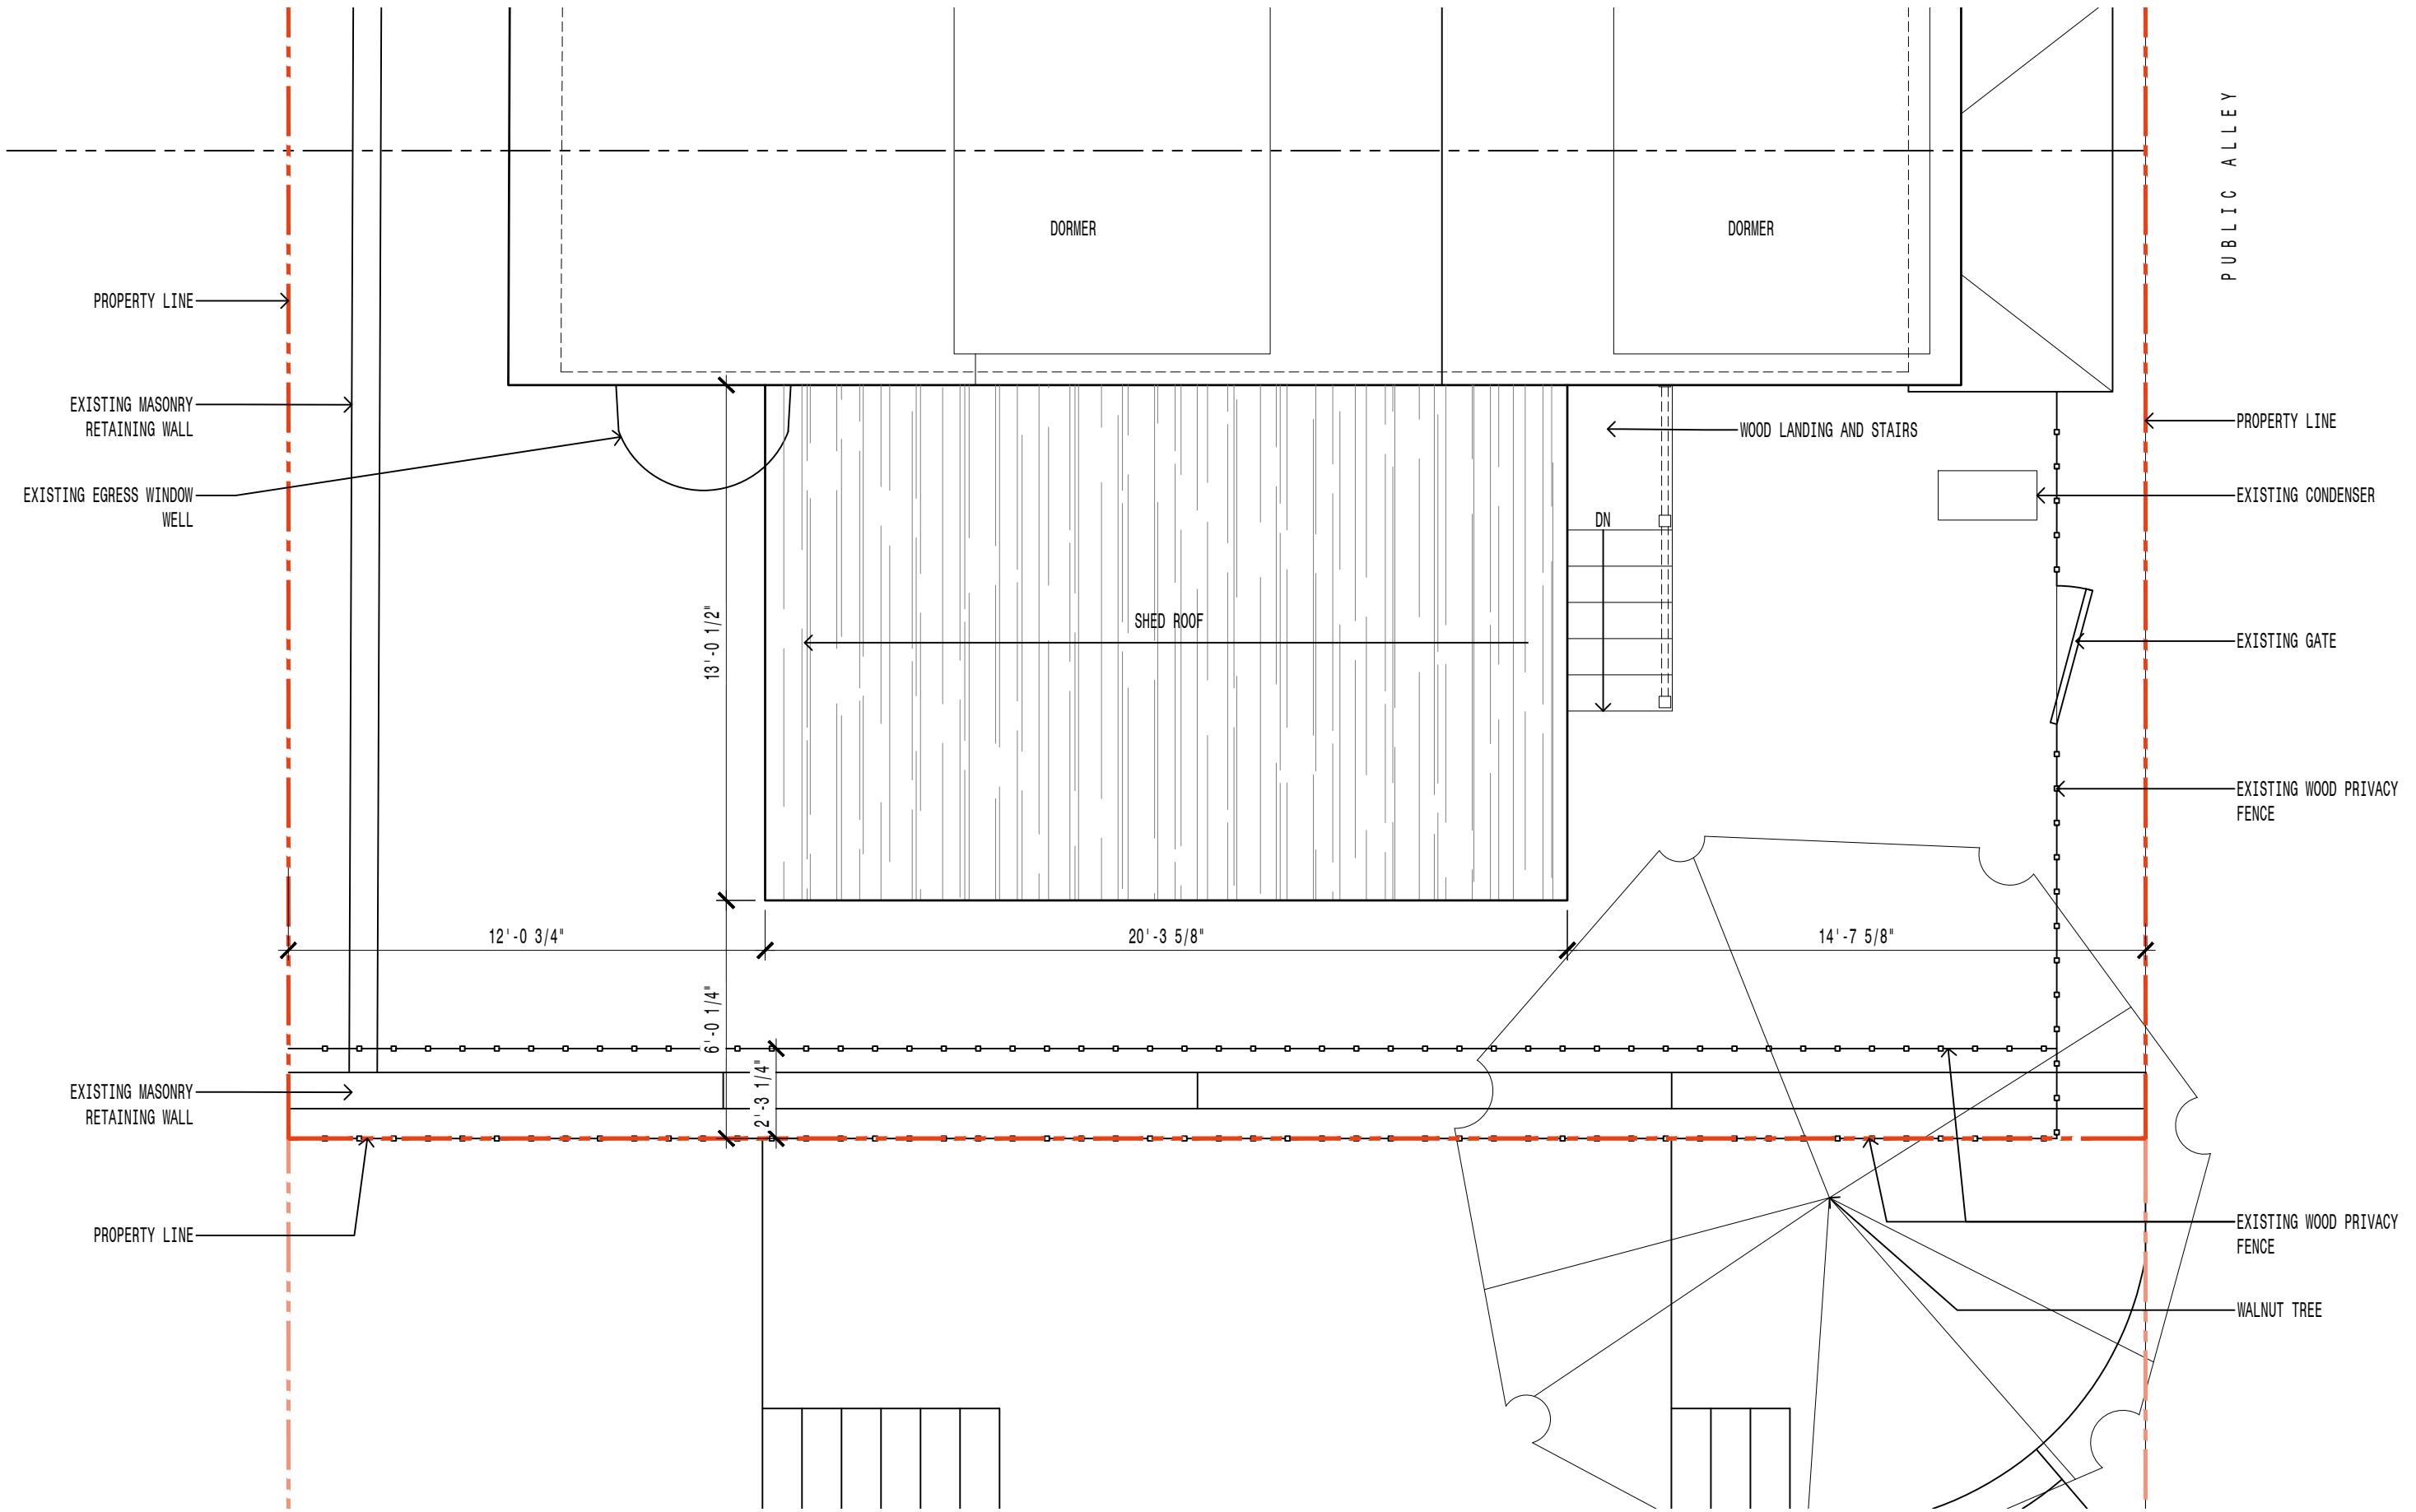 PUBLIC ALLEY
DORMER
DORMER
PROPERTY LINE
EXISTING MASONRY
RETAINING WALL
EXISTING EGRESS WINDOW
WELL
WOOD LANDING AND STAIRS
PROPERTY LINE
EXISTING CONDENSER
DN
13'-0 1/2"
SHED ROOF
EXISTING GATE
EXISTING WOOD PRIVACY
FENCE
12'-0 3/4"
20'-3 5/8"
14'-7 5/8"
6'-0 1/4"
2'-3 1/4"
EXISTING MASONRY
RETAINING WALL
PROPERTY LINE
EXISTING WOOD PRIVACY
FENCE
WALNUT TREE